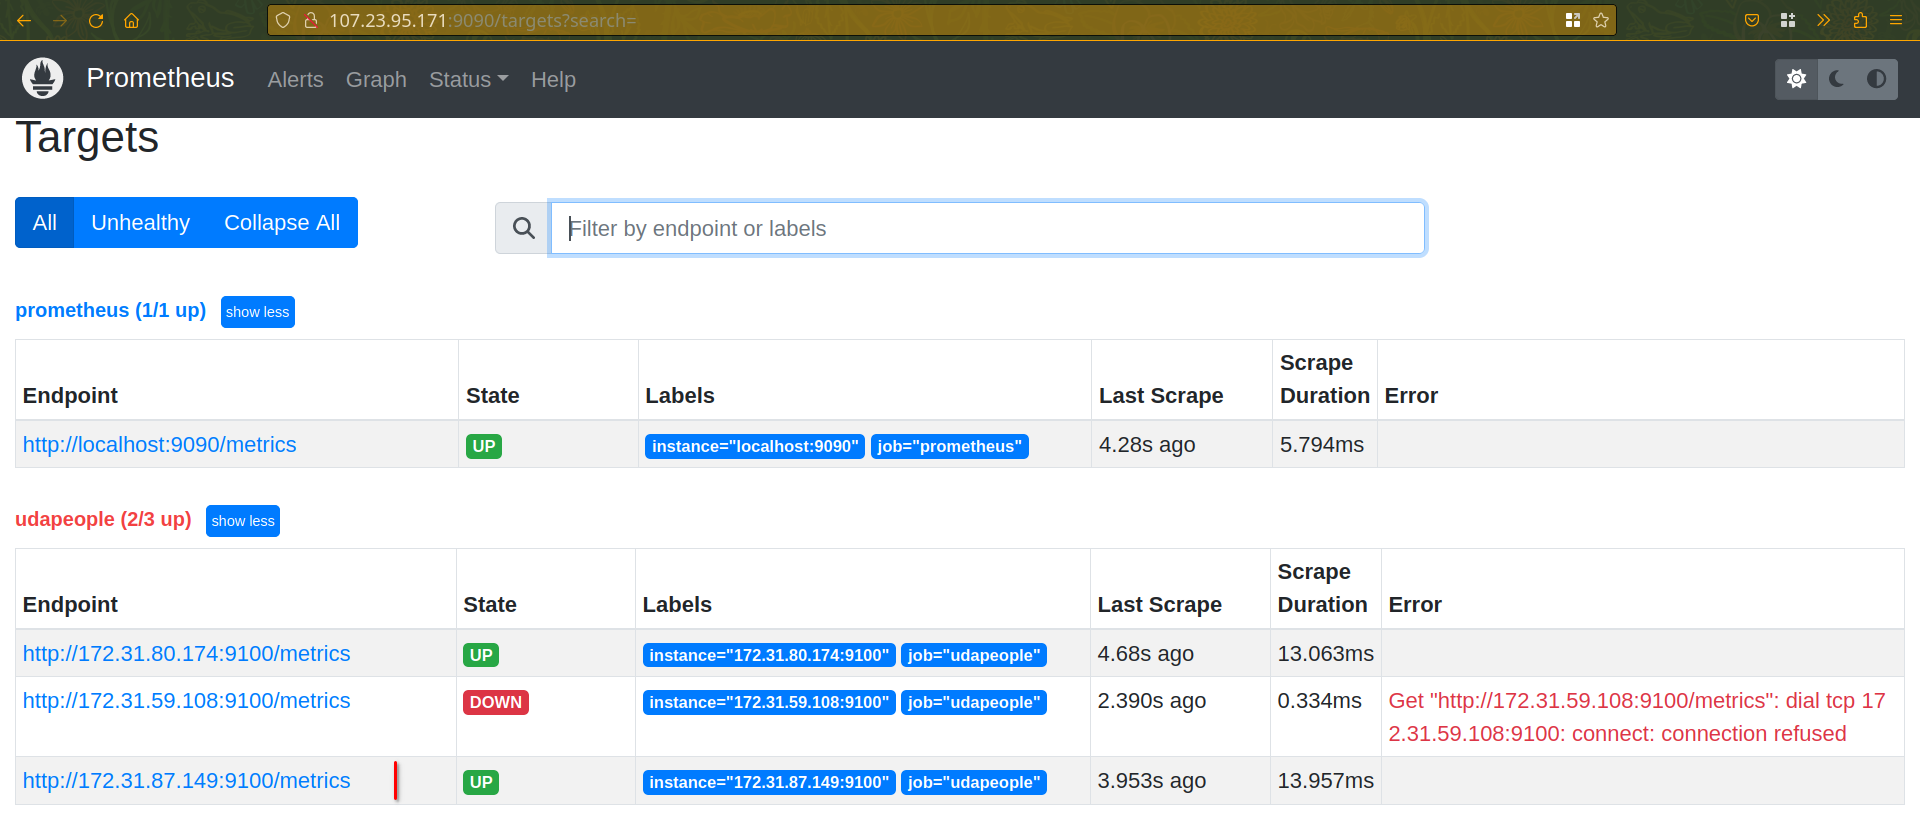 107.23.95.171:9090/targets?search=
Prometheus Alerts Graph Status Help
Targets
All Unhealthy Collapse All
Filter by endpoint or labels
prometheus (1/1 up) show less
Endpoint State Labels Last Scrape Scrape Duration Error
http://localhost:9090/metrics UP instance="localhost:9090" job="prometheus" 4.28s ago 5.794ms
udapeople (2/3 up) show less
Endpoint State Labels Last Scrape Scrape Duration Error
http://172.31.80.174:9100/metrics UP instance="172.31.80.174:9100" job="udapeople" 4.68s ago 13.063ms
http://172.31.59.108:9100/metrics DOWN instance="172.31.59.108:9100" job="udapeople" 2.390s ago 0.334ms Get "http://172.31.59.108:9100/metrics": dial tcp 17
2.31.59.108:9100: connect: connection refused
http://172.31.87.149:9100/metrics UP instance="172.31.87.149:9100" job="udapeople" 3.953s ago 13.957ms